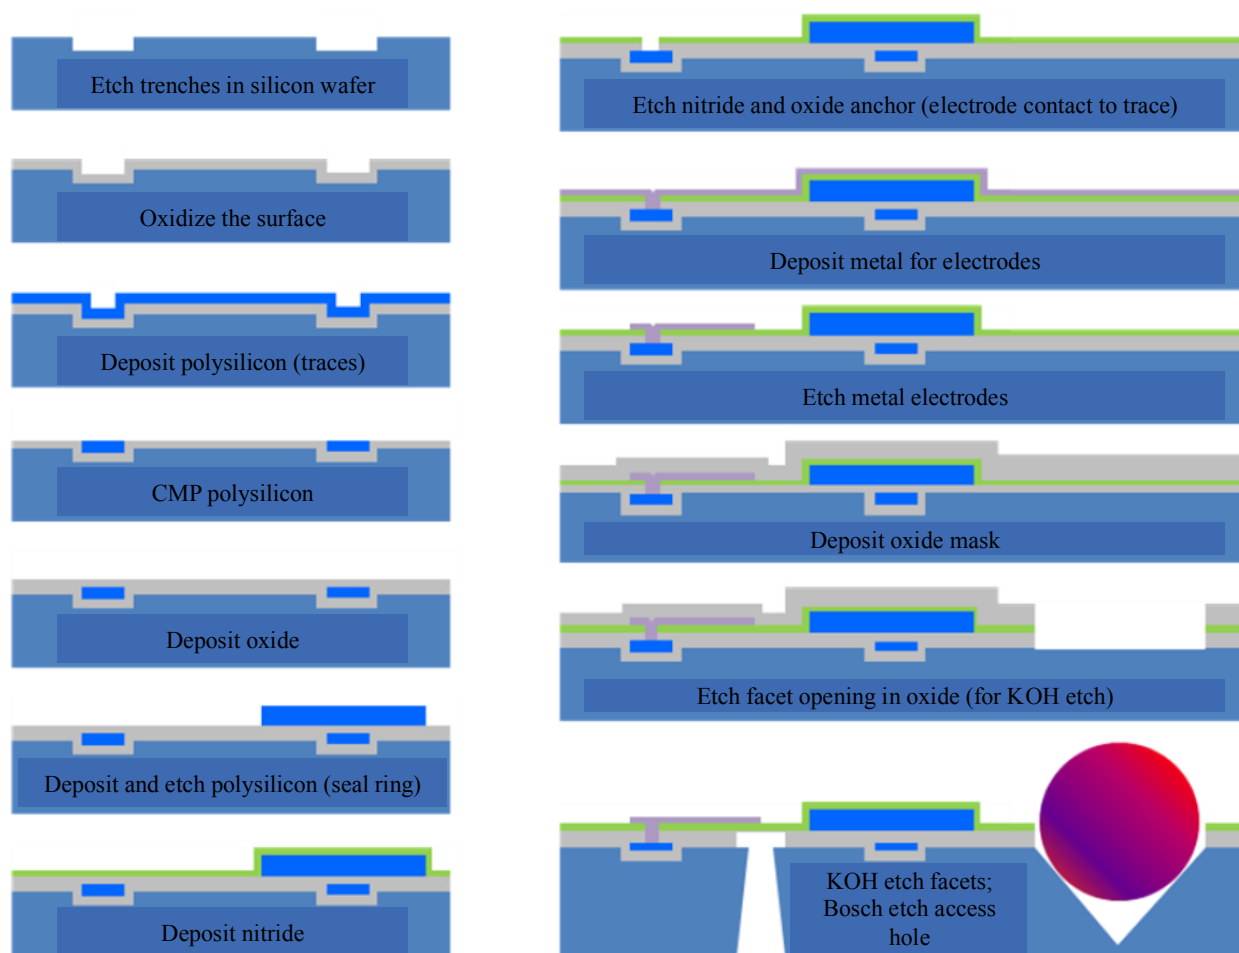 Etch trenches in silicon wafer
Oxidize the surface
Deposit polysilicon (traces)
CMP polysilicon
Deposit oxide
Deposit and etch polysilicon (seal ring)
Deposit nitride
Etch nitride and oxide anchor (electrode contact to trace)
Deposit metal for electrodes
Etch metal electrodes
Deposit oxide mask
Etch facet opening in oxide (for KOH etch)
KOH etch facets;
Bosch etch access
hole